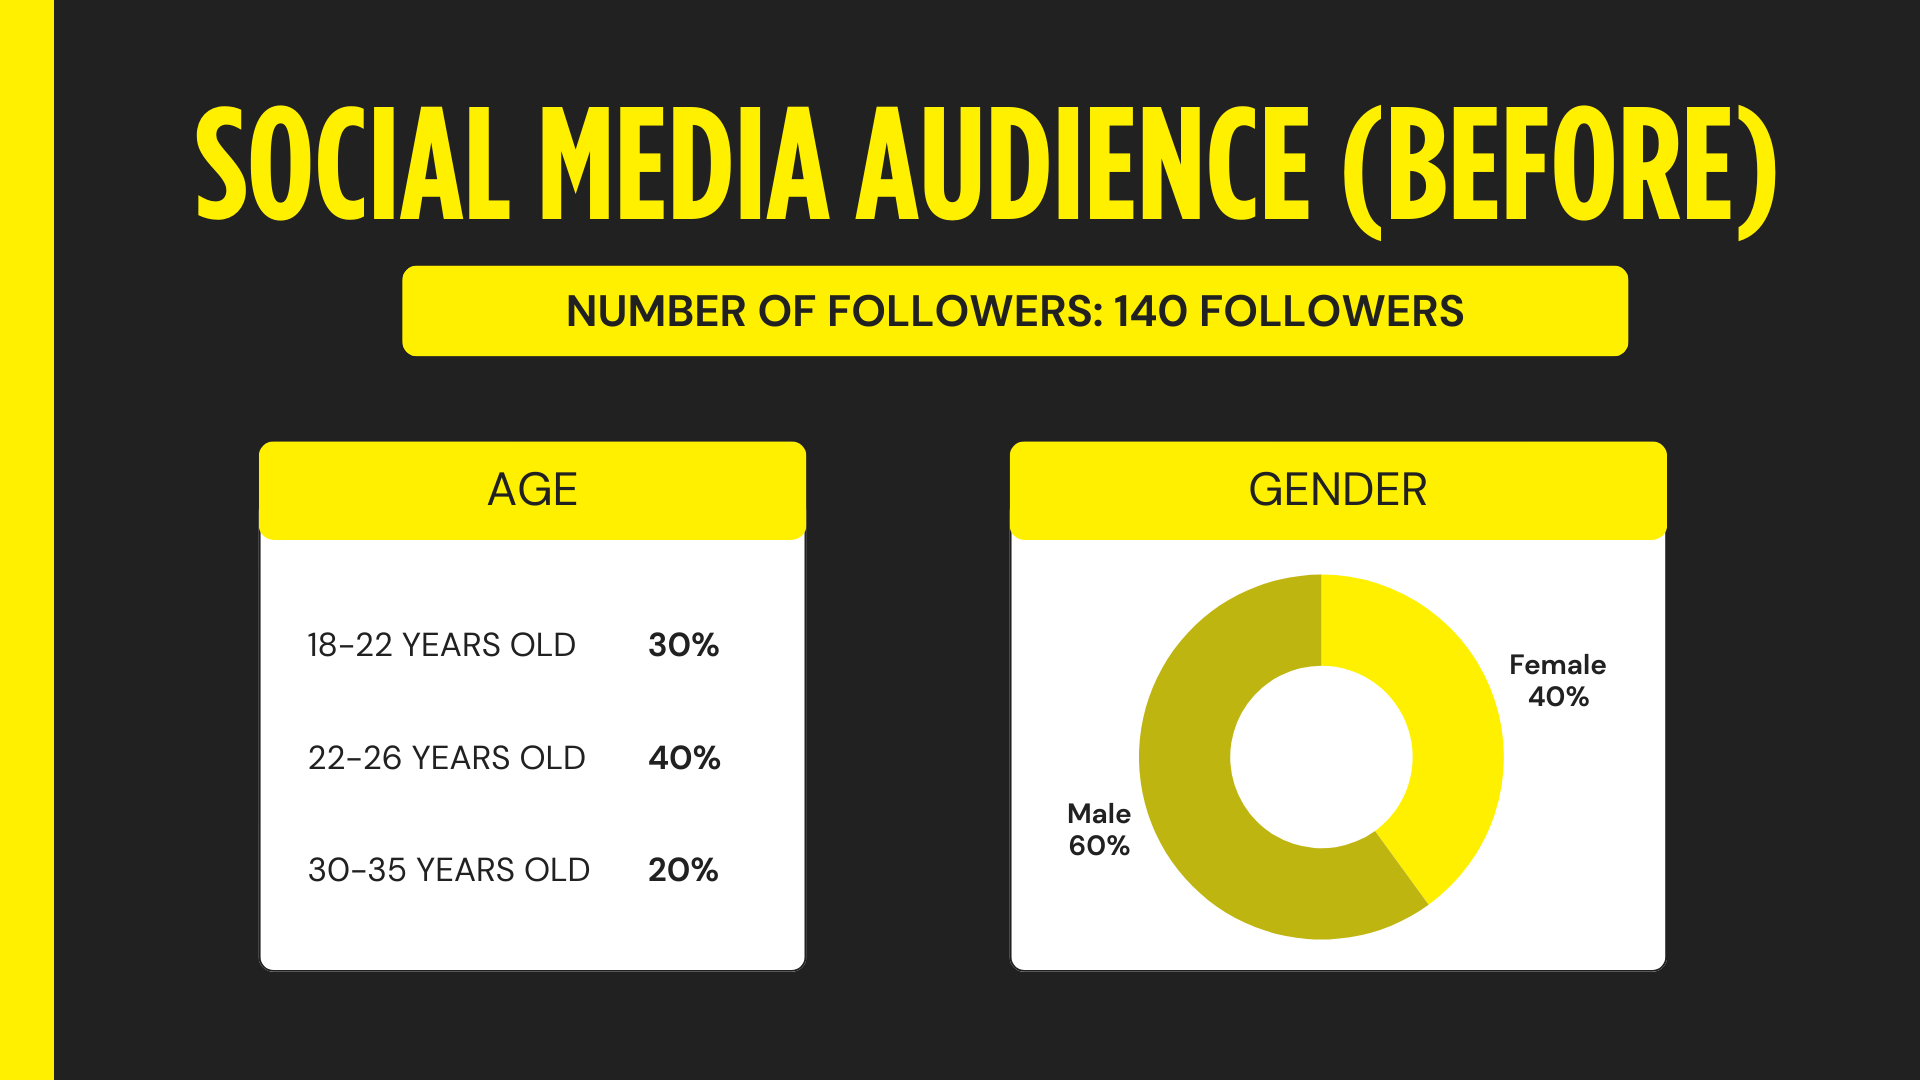 SOCIAL MEDIA AUDIENCE (BEFORE)
NUMBER OF FOLLOWERS: 140 FOLLOWERS
AGE
18-22 YEARS OLD 30%
22-26 YEARS OLD 40%
30-35 YEARS OLD 20%
GENDER
Female
40%
Male
60%